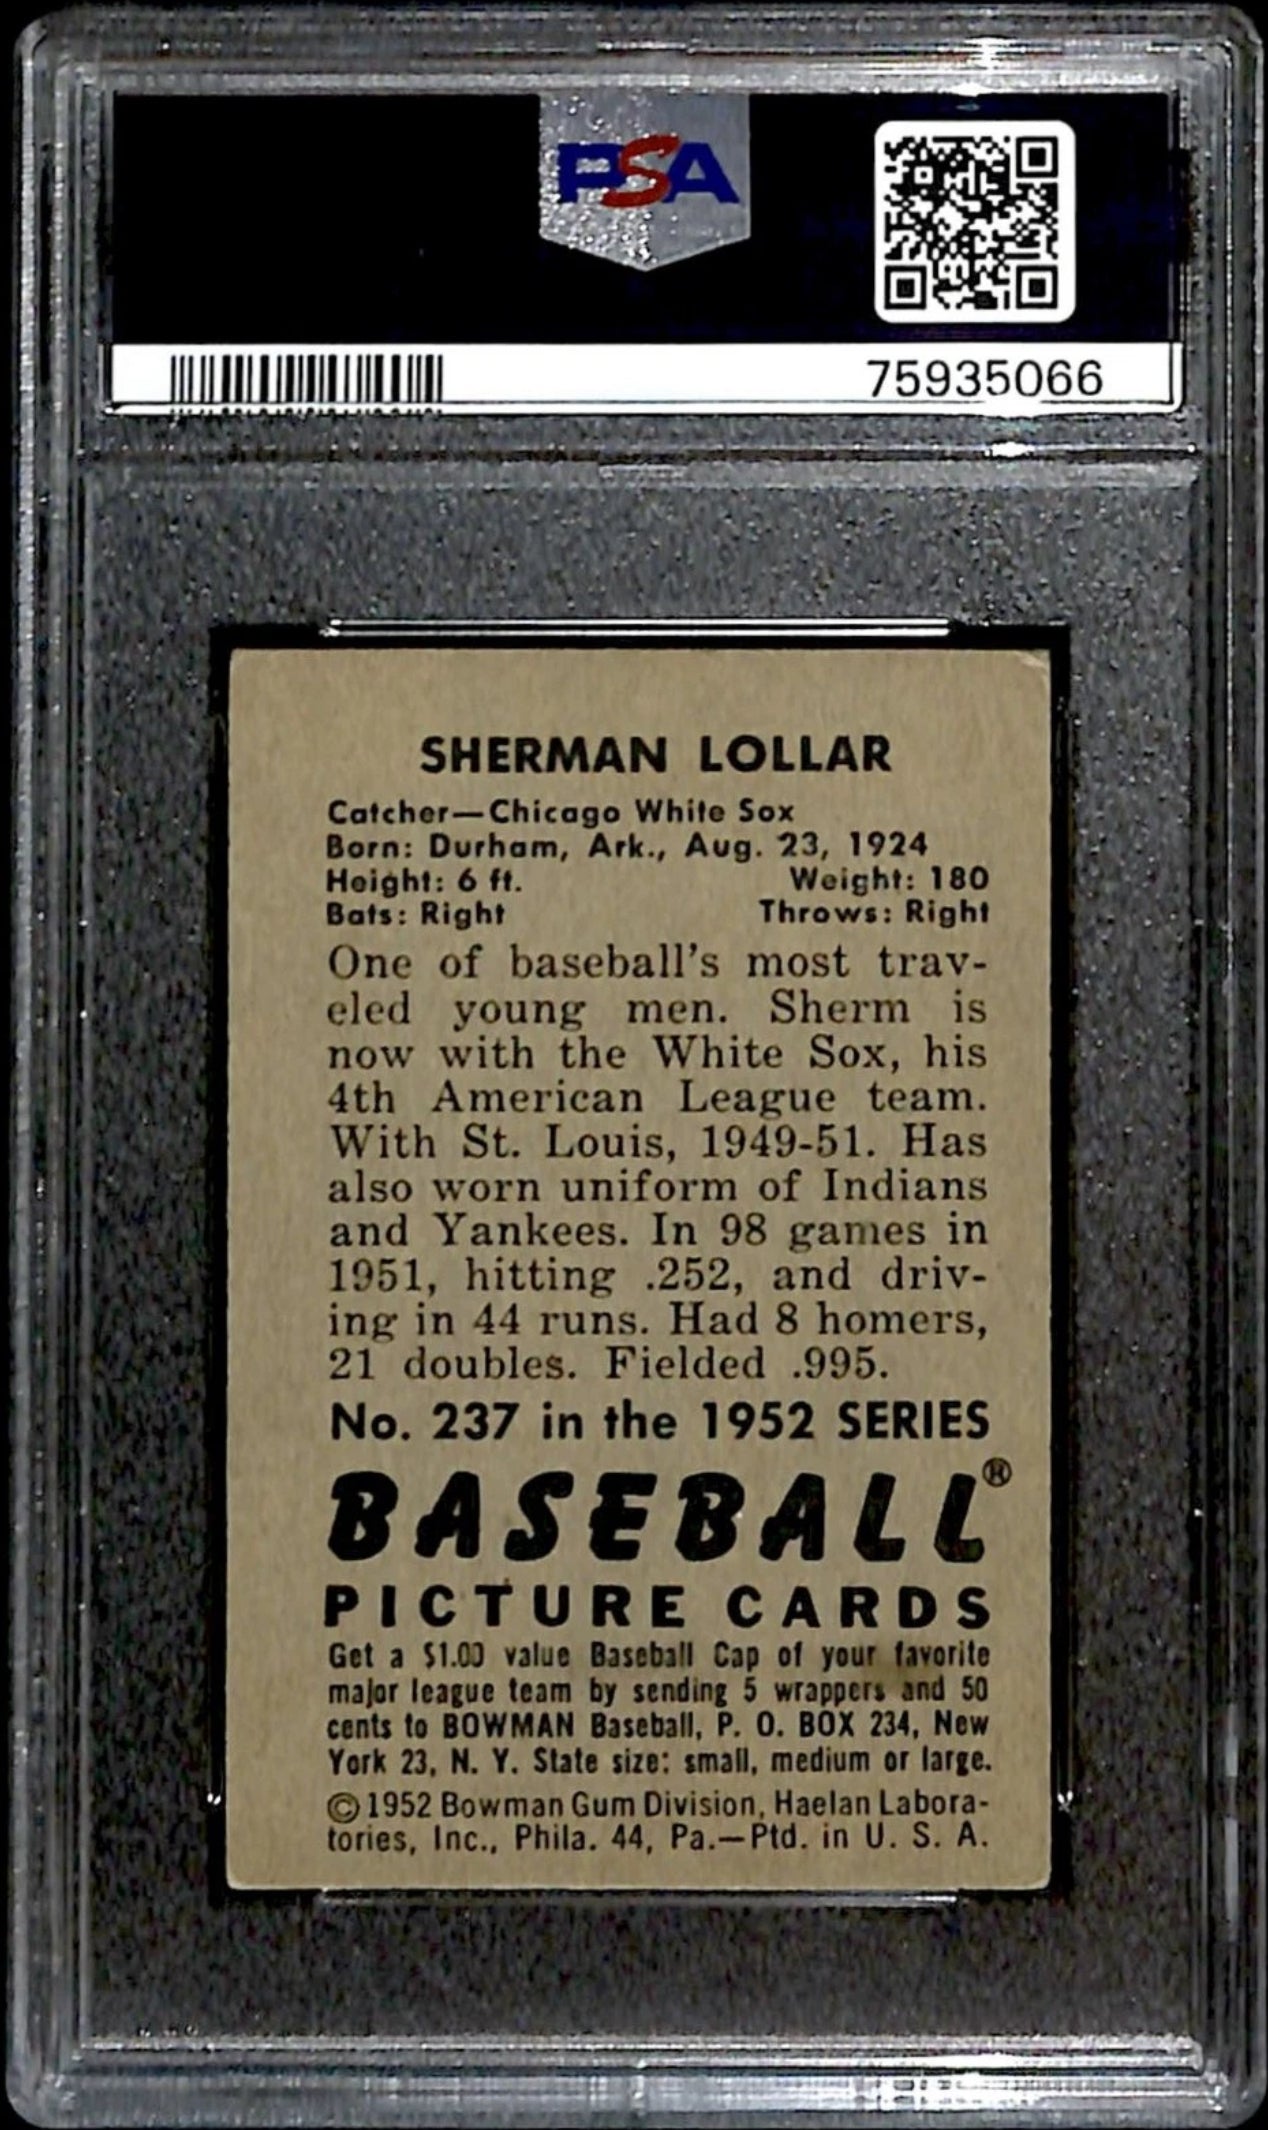 PSA
75935066
SHERMAN LOLLAR
Catcher—Chicago White Sox
Born: Durham, Ark., Aug. 23, 1924
Height: 6 ft. Weight: 180
Bats: Right Throws: Right
One of baseball's most trav-
eled young men. Sherm is
now with the White Sox, his
4th American League team.
With St. Louis, 1949-51. Has
also worn uniform of Indians
and Yankees. In 98 games in
1951, hitting .252, and driv-
ing in 44 runs. Had 8 homers,
21 doubles. Fielded .995.
No. 237 in the 1952 SERIES
BASEBALL®
PICTURE CARDS
Get a $1.00 value Baseball Cap of your favorite
major league team by sending 5 wrappers and 50
cents to BOWMAN Baseball, P. O. BOX 234, New
York 23, N. Y. State size: small, medium or large.
©1952 Bowman Gum Division, Haelan Labora-
tories, Inc., Phila. 44, Pa.—Ptd. in U. S. A.